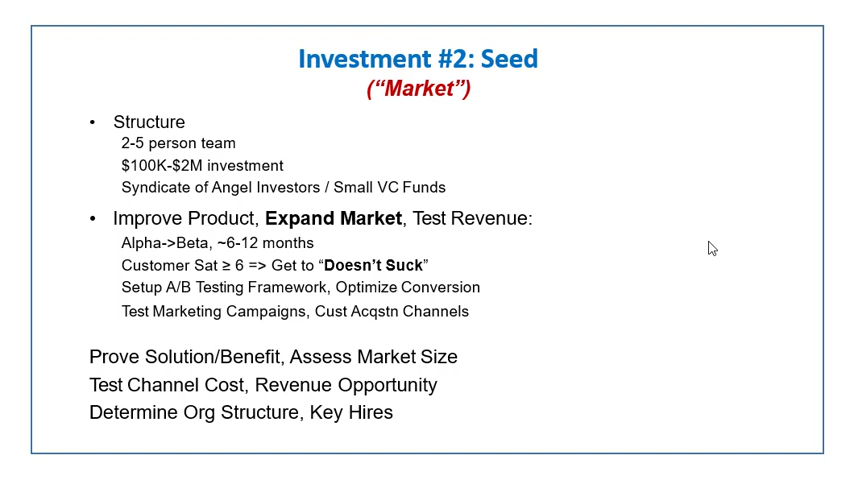 Investment #2: Seed
(“Market”)
• Structure
2-5 person team
$100K-$2M investment
Syndicate of Angel Investors / Small VC Funds
• Improve Product, Expand Market, Test Revenue:
Alpha->Beta, ~6-12 months
Customer Sat ≥ 6 => Get to “Doesn’t Suck”
Setup A/B Testing Framework, Optimize Conversion
Test Marketing Campaigns, Cust Acqstn Channels
Prove Solution/Benefit, Assess Market Size
Test Channel Cost, Revenue Opportunity
Determine Org Structure, Key Hires